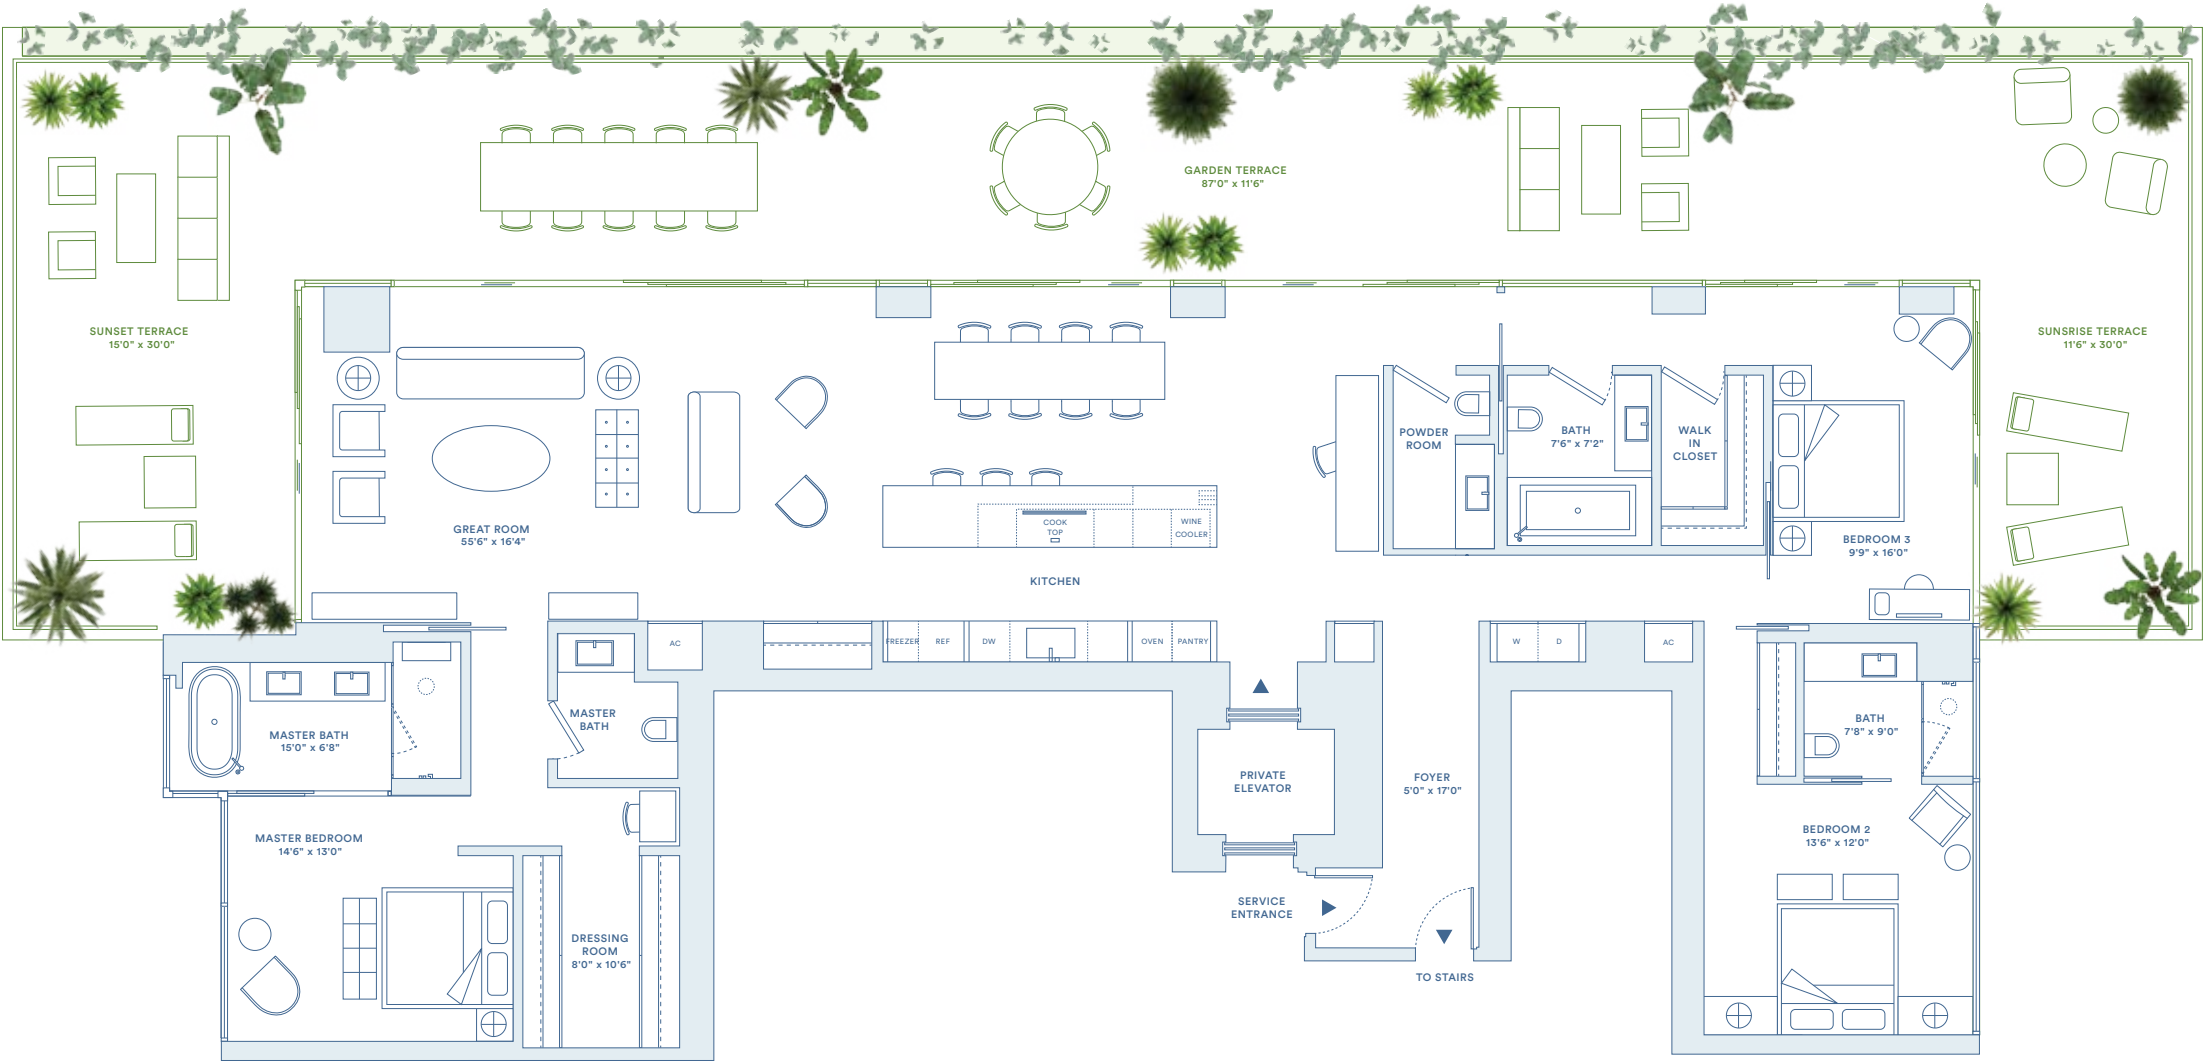 GARDEN TERRACE
87'0" x 11'6"
SUNSET TERRACE
15'0" x 30'0"
SUNSRISE TERRACE
11'6" x 30'0"
POWDER
ROOM
BATH
7'6" x 7'2"
WALK
IN
CLOSET
GREAT ROOM
55'6" x 16'4"
COOK
TOP
WINE
COOLER
BEDROOM 3
9'9" x 16'0"
KITCHEN
AC
FREEZER
REF
DW
OVEN
PANTRY
W
D
AC
MASTER
BATH
MASTER BATH
15'0" x 6'8"
BATH
7'8" x 9'0"
PRIVATE
ELEVATOR
FOYER
5'0" x 17'0"
MASTER BEDROOM
14'6" x 13'0"
BEDROOM 2
13'6" x 12'0"
SERVICE
ENTRANCE
DRESSING
ROOM
8'0" x 10'6"
TO STAIRS